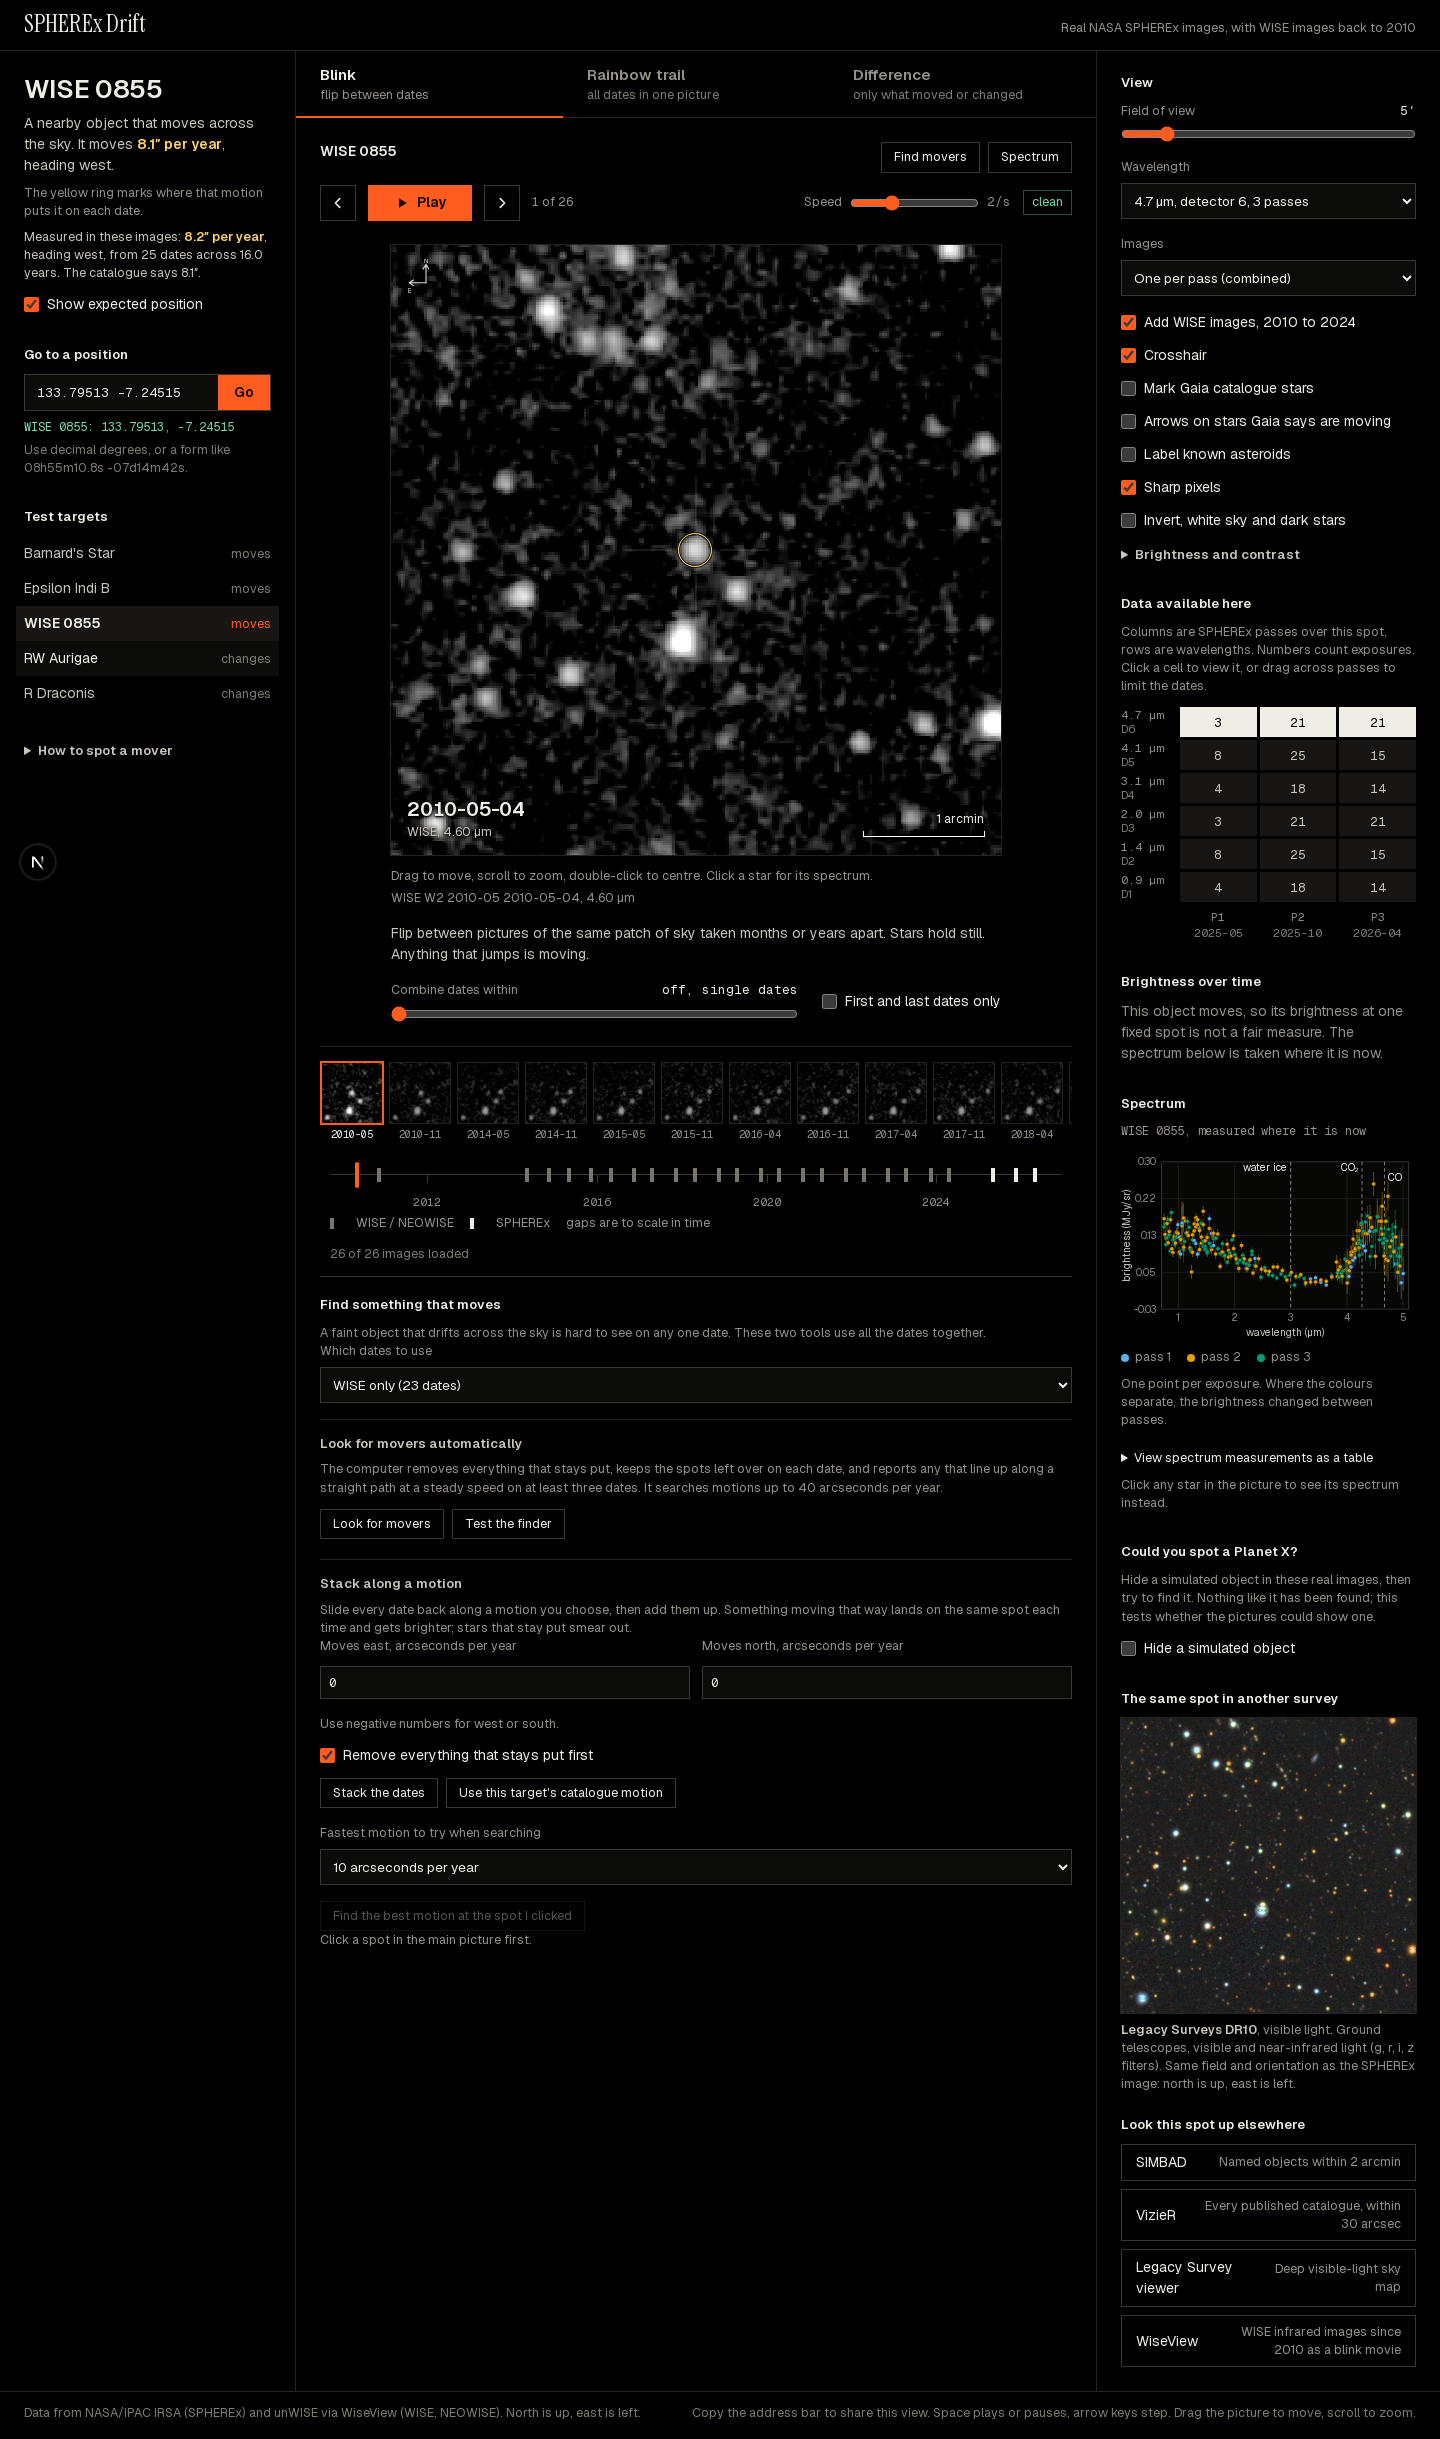 SPHEREx Drift
Real NASA SPHEREx images, with WISE images back to 2010
WISE 0855
A nearby object that moves across
the sky. It moves 8.1″ per year,
heading west.
The yellow ring marks where that motion
puts it on each date.
Measured in these images: 8.2″ per year,
heading west, from 25 dates across 16.0
years. The catalogue says 8.1″.
Show expected position
Go to a position
133.79513 -7.24515
Go
WISE 0855: 133.79513, -7.24515
Use decimal degrees, or a form like
08h55m10.8s -07d14m42s.
Test targets
Barnard's Star moves
Epsilon Indi B moves
WISE 0855 moves
RW Aurigae changes
R Draconis changes
How to spot a mover
N
Blink
flip between dates
Rainbow trail
all dates in one picture
Difference
only what moved or changed
WISE 0855
Find movers
Spectrum
Play
1 of 26
Speed
2/s
clean
N
E
2010-05-04
WISE, 4.60 µm
1 arcmin
Drag to move, scroll to zoom, double-click to centre. Click a star for its spectrum.
WISE W2 2010-05 2010-05-04, 4.60 µm
Flip between pictures of the same patch of sky taken months or years apart. Stars hold still.
Anything that jumps is moving.
Combine dates within off, single dates
First and last dates only
2010-05 2010-11 2014-05 2014-11 2015-05 2015-11 2016-04 2016-11 2017-04 2017-11 2018-04
2012 2016 2020 2024
WISE / NEOWISE SPHEREx gaps are to scale in time
26 of 26 images loaded
Find something that moves
A faint object that drifts across the sky is hard to see on any one date. These two tools use all the dates together.
Which dates to use
WISE only (23 dates)
Look for movers automatically
The computer removes everything that stays put, keeps the spots left over on each date, and reports any that line up along a
straight path at a steady speed on at least three dates. It searches motions up to 40 arcseconds per year.
Look for movers
Test the finder
Stack along a motion
Slide every date back along a motion you choose, then add them up. Something moving that way lands on the same spot each
time and gets brighter; stars that stay put smear out.
Moves east, arcseconds per year
Moves north, arcseconds per year
0
0
Use negative numbers for west or south.
Remove everything that stays put first
Stack the dates
Use this target's catalogue motion
Fastest motion to try when searching
10 arcseconds per year
Find the best motion at the spot I clicked
Click a spot in the main picture first.
View
Field of view 5′
Wavelength
4.7 µm, detector 6, 3 passes
Images
One per pass (combined)
Add WISE images, 2010 to 2024
Crosshair
Mark Gaia catalogue stars
Arrows on stars Gaia says are moving
Label known asteroids
Sharp pixels
Invert, white sky and dark stars
Brightness and contrast
Data available here
Columns are SPHEREx passes over this spot,
rows are wavelengths. Numbers count exposures.
Click a cell to view it, or drag across passes to
limit the dates.
4.7 µm D6 3 21 21
4.1 µm D5 8 25 15
3.1 µm D4 4 18 14
2.0 µm D3 3 21 21
1.4 µm D2 8 25 15
0.9 µm D1 4 18 14
P1 P2 P3
2025-05 2025-10 2026-04
Brightness over time
This object moves, so its brightness at one
fixed spot is not a fair measure. The
spectrum below is taken where it is now.
Spectrum
WISE 0855, measured where it is now
water ice
CO₂
CO
brightness (MJy/sr)
0.30
0.22
0.13
0.05
-0.03
1 2 3 4 5
wavelength (µm)
pass 1 pass 2 pass 3
One point per exposure. Where the colours
separate, the brightness changed between
passes.
View spectrum measurements as a table
Click any star in the picture to see its spectrum
instead.
Could you spot a Planet X?
Hide a simulated object in these real images, then
try to find it. Nothing like it has been found; this
tests whether the pictures could show one.
Hide a simulated object
The same spot in another survey
Legacy Surveys DR10, visible light. Ground
telescopes, visible and near-infrared light (g, r, i, z
filters). Same field and orientation as the SPHEREx
image: north is up, east is left.
Look this spot up elsewhere
SIMBAD Named objects within 2 arcmin
VizieR Every published catalogue, within
30 arcsec
Legacy Survey
viewer
Deep visible-light sky
map
WiseView WISE infrared images since
2010 as a blink movie
Data from NASA/IPAC IRSA (SPHEREx) and unWISE via WiseView (WISE, NEOWISE). North is up, east is left.
Copy the address bar to share this view. Space plays or pauses, arrow keys step. Drag the picture to move, scroll to zoom.